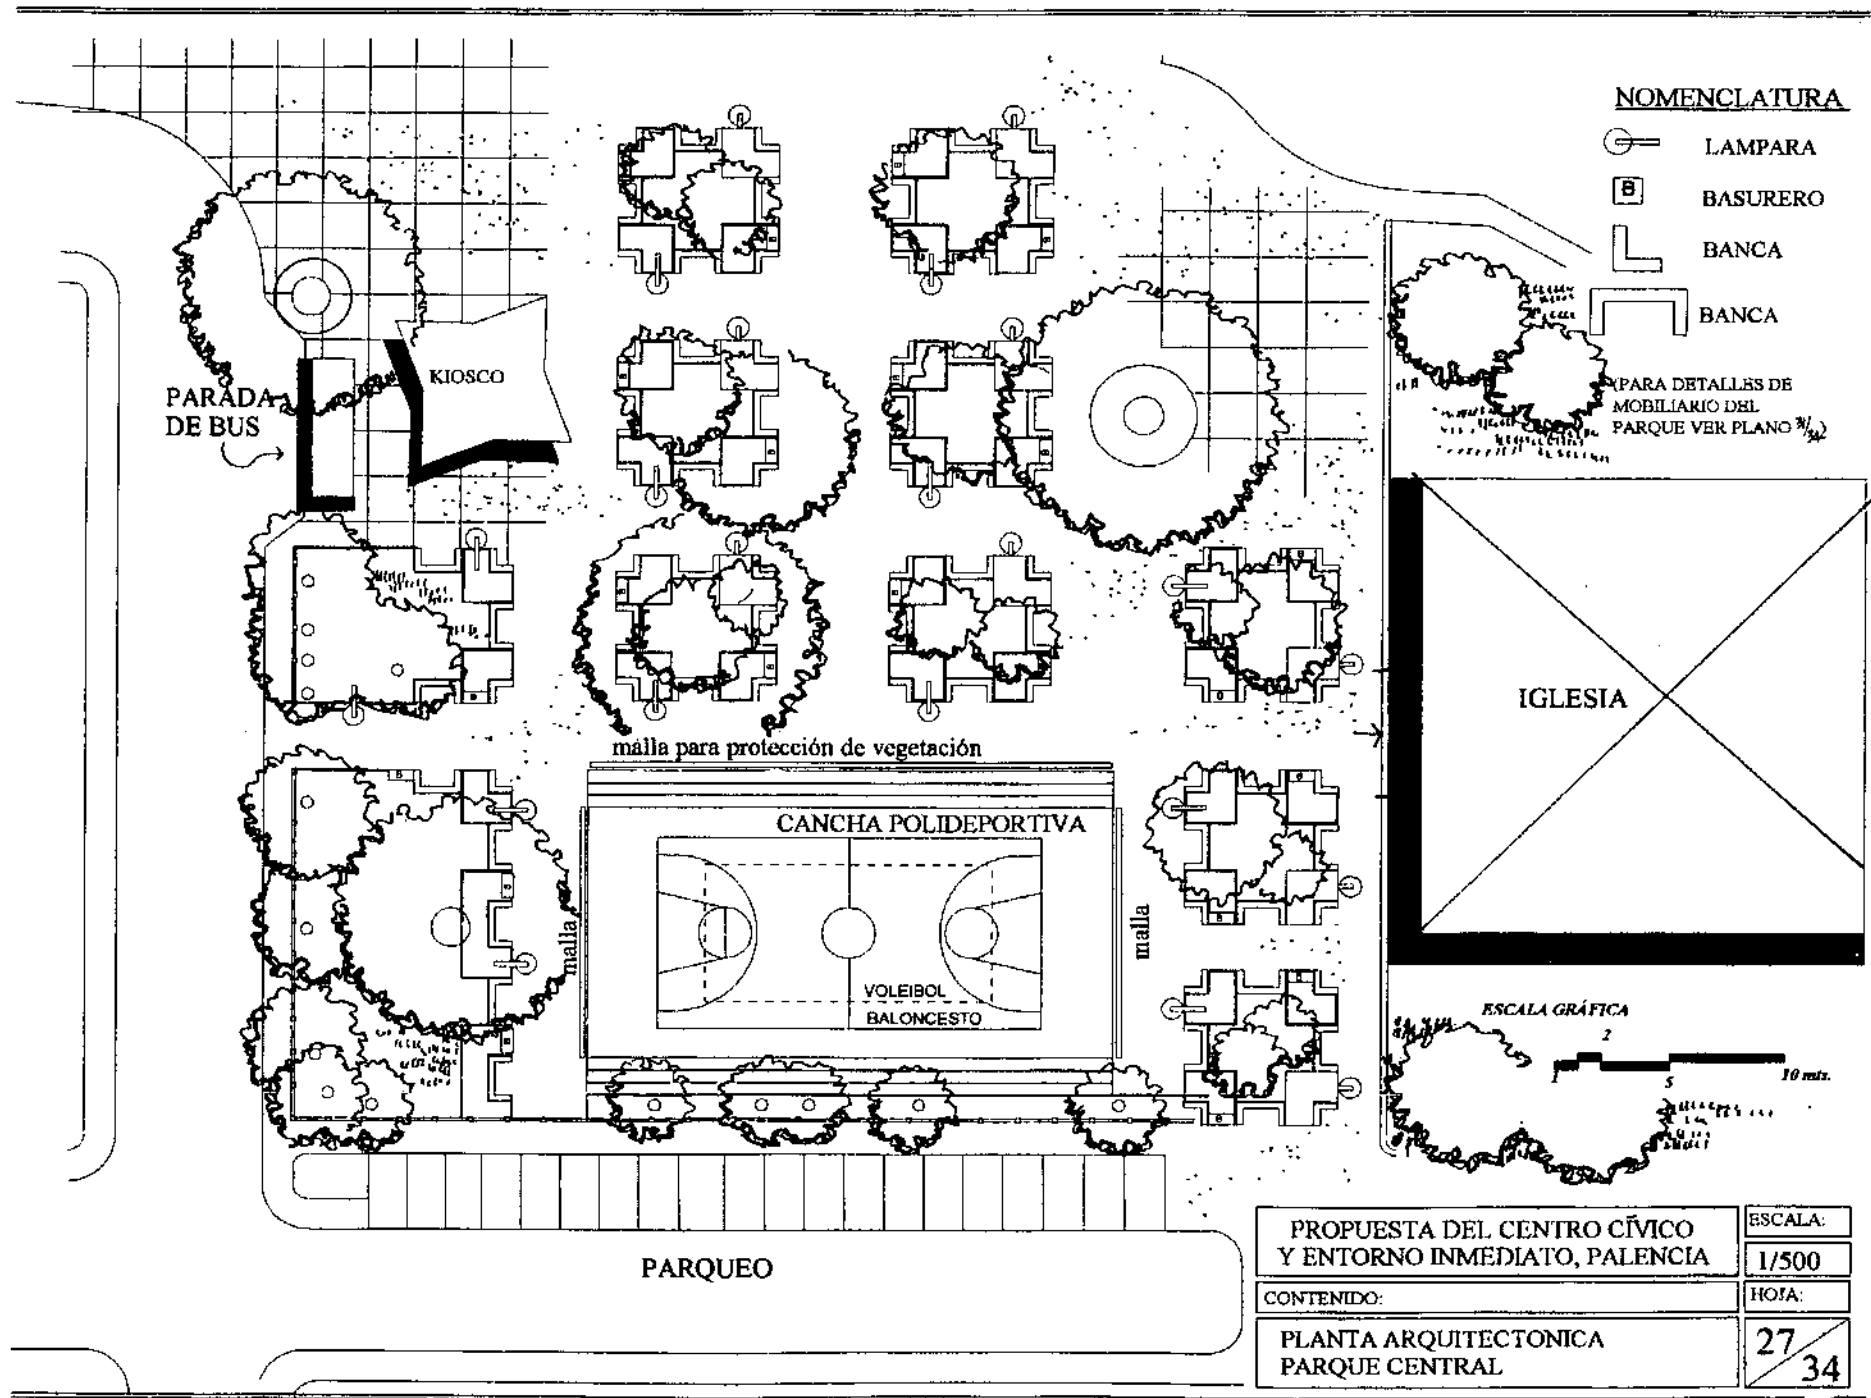 NOMENCLATURA
LAMPARA
B
BASURERO
BANCA
BANCA
(PARA DETALLES DE
MOBILIARIO DEL
PARQUE VER PLANO
KIOSCO
PARADA
DE BUS
IGLESIA
malla para protección de vegetación
CANCHA POLIDEPORTIVA
malla
malla
VOLEIBOL
BALONCESTO
ESCALA GRÁFICA
2
1 5 10 mts.
PARQUEO
PROPUESTA DEL CENTRO CÍVICO
Y ENTORNO INMEDIATO, PALENCIA
ESCALA:
1/500
CONTENIDO:
HOJA:
PLANTA ARQUITECTONICA
PARQUE CENTRAL
27/34